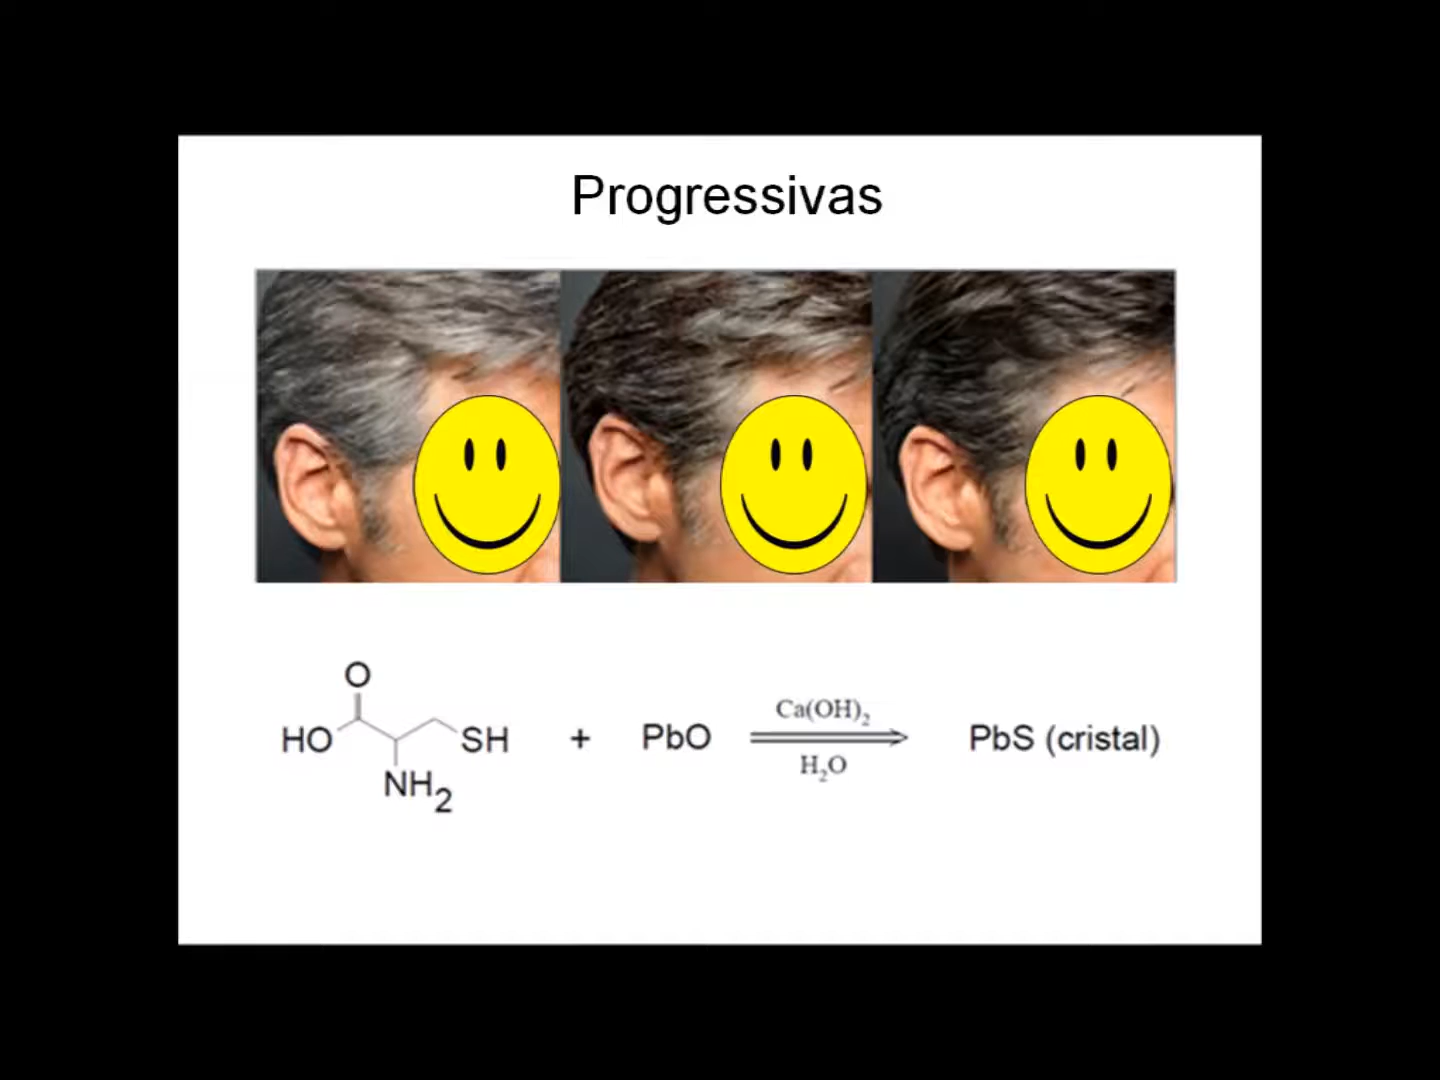 Progressivas
O
HO
SH
NH2
+
PbO
Ca(OH)2
H2O
PbS (cristal)